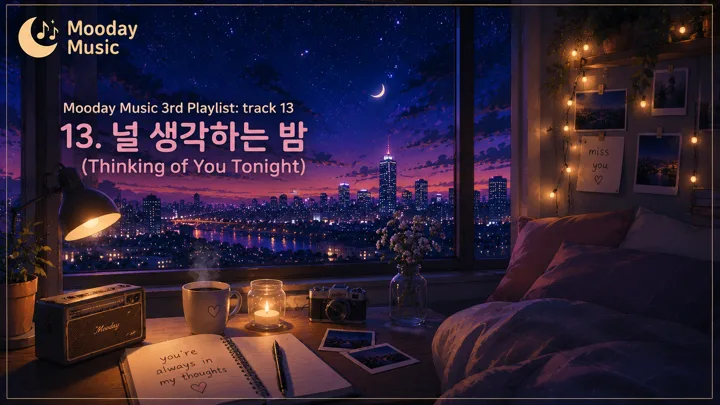 Mooday
Music
Mooday Music 3rd Playlist: track 13
13. 널 생각하는 밤
(Thinking of You Tonight)
miss
you
Mooday
you're
always in
my thoughts